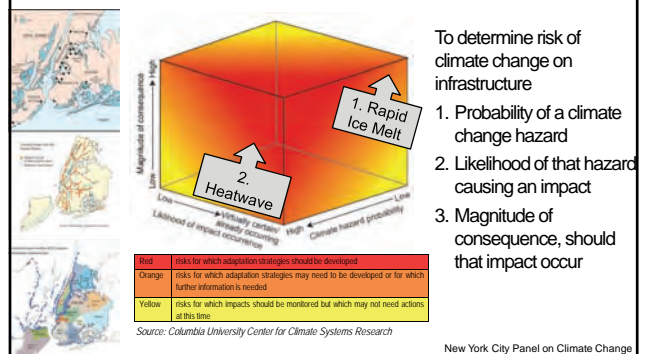 To determine risk of
climate change on
infrastructure
1. Probability of a climate
change hazard
2. Likelihood of that hazard
causing an impact
3. Magnitude of
consequence, should
that impact occur
Magnitude of consequence
High
Low
1. Rapid
Ice Melt
2.
Heatwave
Low
Virtually certain/
already occurring
Likelihood of impact occurrence
High
Low
Climate hazard probability
Red risks for which adaptation strategies should be developed
Orange risks for which adaptation strategies may need to be developed or for which
further information is needed
Yellow risks for which impacts should be monitored but which may not need actions
at this time
Source: Columbia University Center for Climate Systems Research
New York City Panel on Climate Change